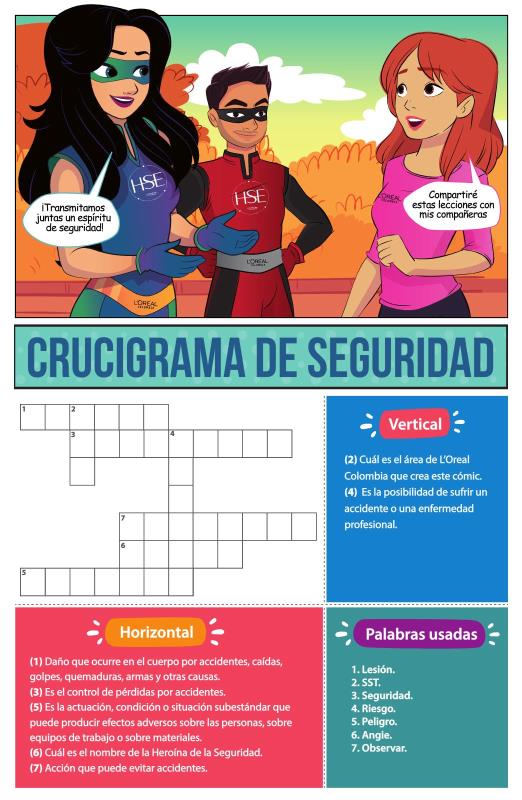 HSE
HSE
¡Transmitamos
juntas un espíritu
de seguridad!
L'ORÉAL
COLOMBIA
L'ORÉAL
COLOMBIA
L'ORÉAL
COLOMBIA
Compartiré
estas lecciones con
mis compañeras
CRUCIGRAMA DE SEGURIDAD
1 2
3 4
7
6
5
Vertical
(2) Cuál es el área de L'Oreal
Colombia que crea este cómic.
(4) Es la posibilidad de sufrir un
accidente o una enfermedad
profesional.
Horizontal
(1) Daño que ocurre en el cuerpo por accidentes, caídas,
golpes, quemaduras, armas y otras causas.
(3) Es el control de pérdidas por accidentes.
(5) Es la actuación, condición o situación subestándar que
puede producir efectos adversos sobre las personas, sobre
equipos de trabajo o sobre materiales.
(6) Cuál es el nombre de la Heroína de la Seguridad.
(7) Acción que puede evitar accidentes.
Palabras usadas
1. Lesión.
2. SST.
3. Seguridad.
4. Riesgo.
5. Peligro.
6. Angie.
7. Observar.